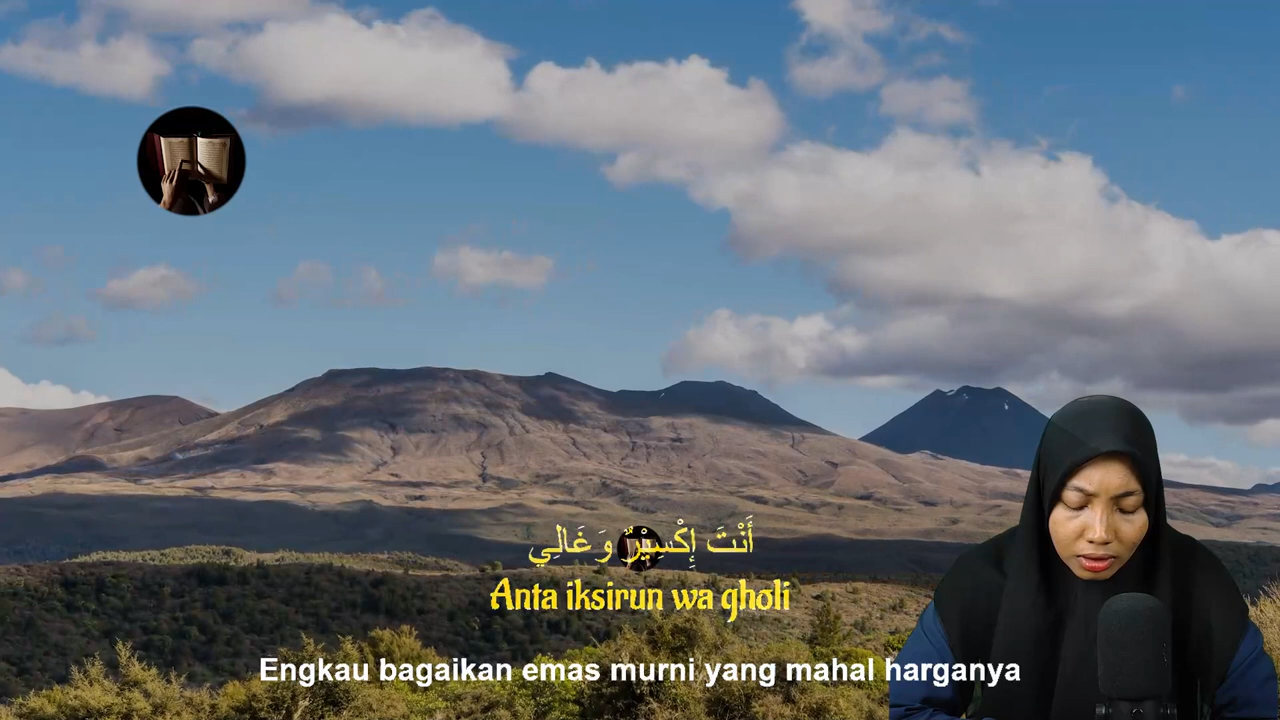 أَنْتَ إِكْسِيْرٌ وَغَالِي
Anta iksirun wa gholi
Engkau bagaikan emas murni yang mahal harganya